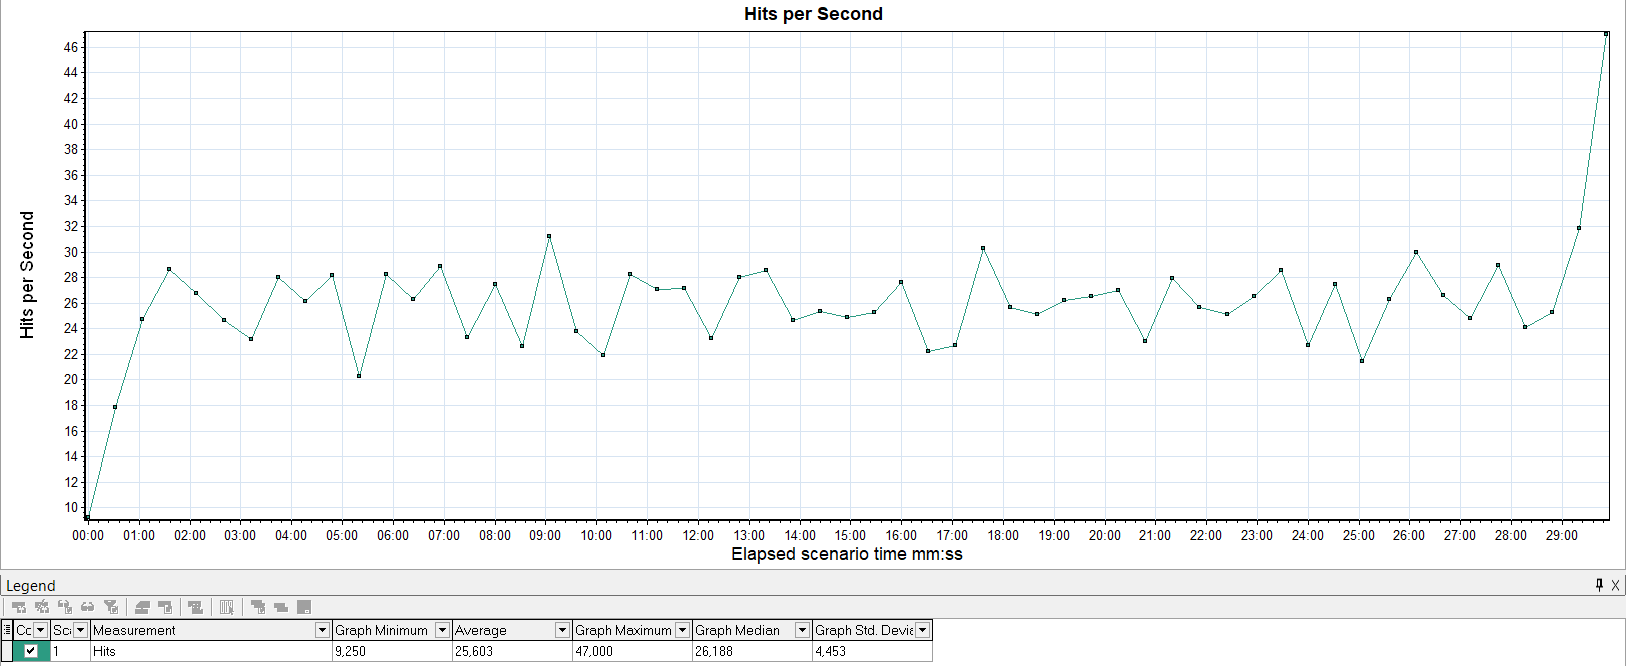 Hits per Second
46
44
42
40
38
36
34
32
30
28
26
24
22
20
18
16
14
12
10
Hits per Second
00:00 01:00 02:00 03:00 04:00 05:00 06:00 07:00 08:00 09:00 10:00 11:00 12:00 13:00 14:00 15:00 16:00 17:00 18:00 19:00 20:00 21:00 22:00 23:00 24:00 25:00 26:00 27:00 28:00 29:00
Elapsed scenario time mm:ss
Legend
Cc Sc Measurement Graph Minimum Average Graph Maximum Graph Median Graph Std. Devia
1 Hits 9,250 25,603 47,000 26,188 4,453